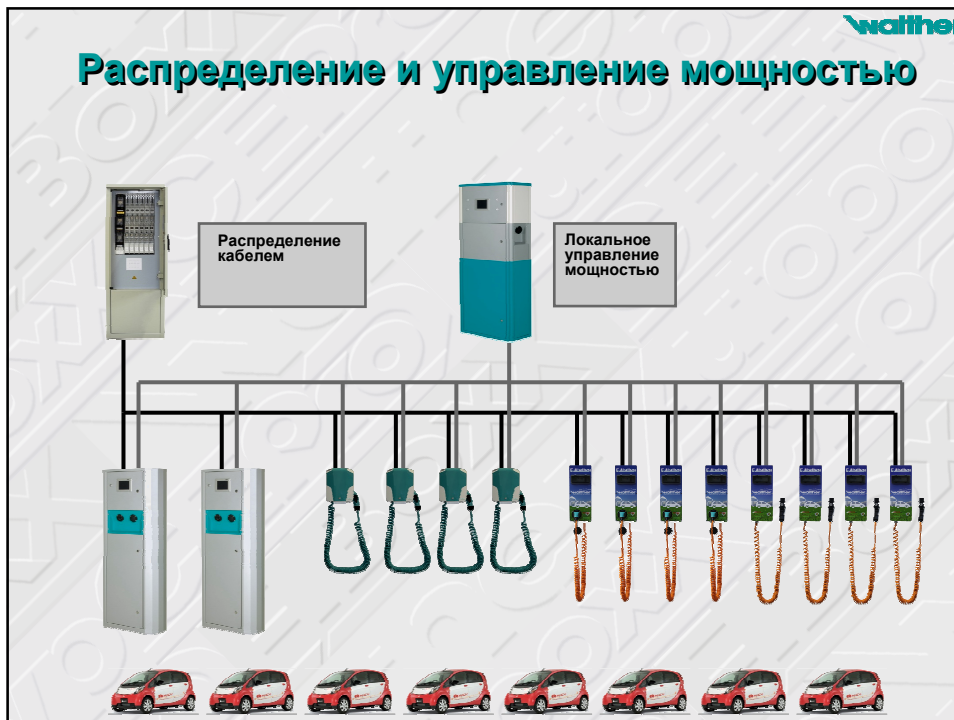 walther
Распределение и управление мощностью
Распределение
кабелем
Локальное
управление
мощностью